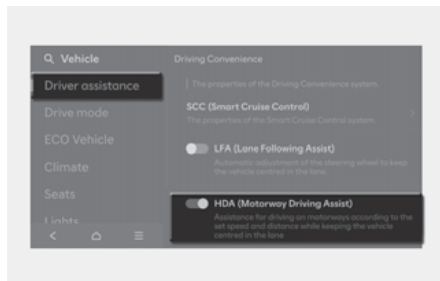 Vehicle
Driver assistance
Drive mode
ECO Vehicle
Climate
Seats
Lights
Driving Convenience
The properties of the Driving Convenience system.
SCC (Smart Cruise Control)
The properties of the Smart Cruise Control system.
LFA (Lane Following Assist)
Automatic adjustment of the steering wheel to keep
the vehicle centred in the lane.
HDA (Motorway Driving Assist)
Assistance for driving on motorways according to the
set speed and distance while keeping the vehicle
centred in the lane